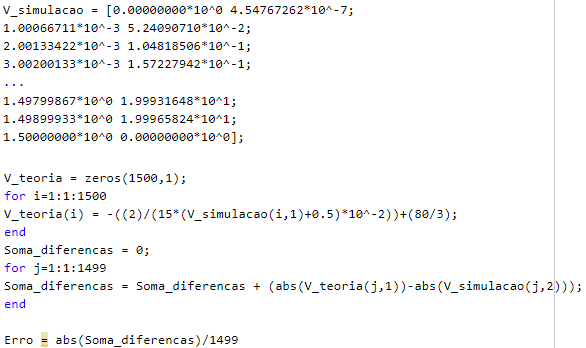 V_simulacao = [0.00000000*10^0 4.54767262*10^-7;
1.00066711*10^-3 5.24090710*10^-2;
2.00133422*10^-3 1.04818506*10^-1;
3.00200133*10^-3 1.57227942*10^-1;
...
1.49799867*10^0 1.99931648*10^1;
1.49899933*10^0 1.99965824*10^1;
1.50000000*10^0 0.00000000*10^0];
V_teoria = zeros(1500,1);
for i=1:1:1500
V_teoria(i) = -((2)/(15*(V_simulacao(i,1)+0.5)*10^-2))+(80/3);
end
Soma_diferencas = 0;
for j=1:1:1499
Soma_diferencas = Soma_diferencas + (abs(V_teoria(j,1))-abs(V_simulacao(j,2)));
end
Erro = abs(Soma_diferencas)/1499